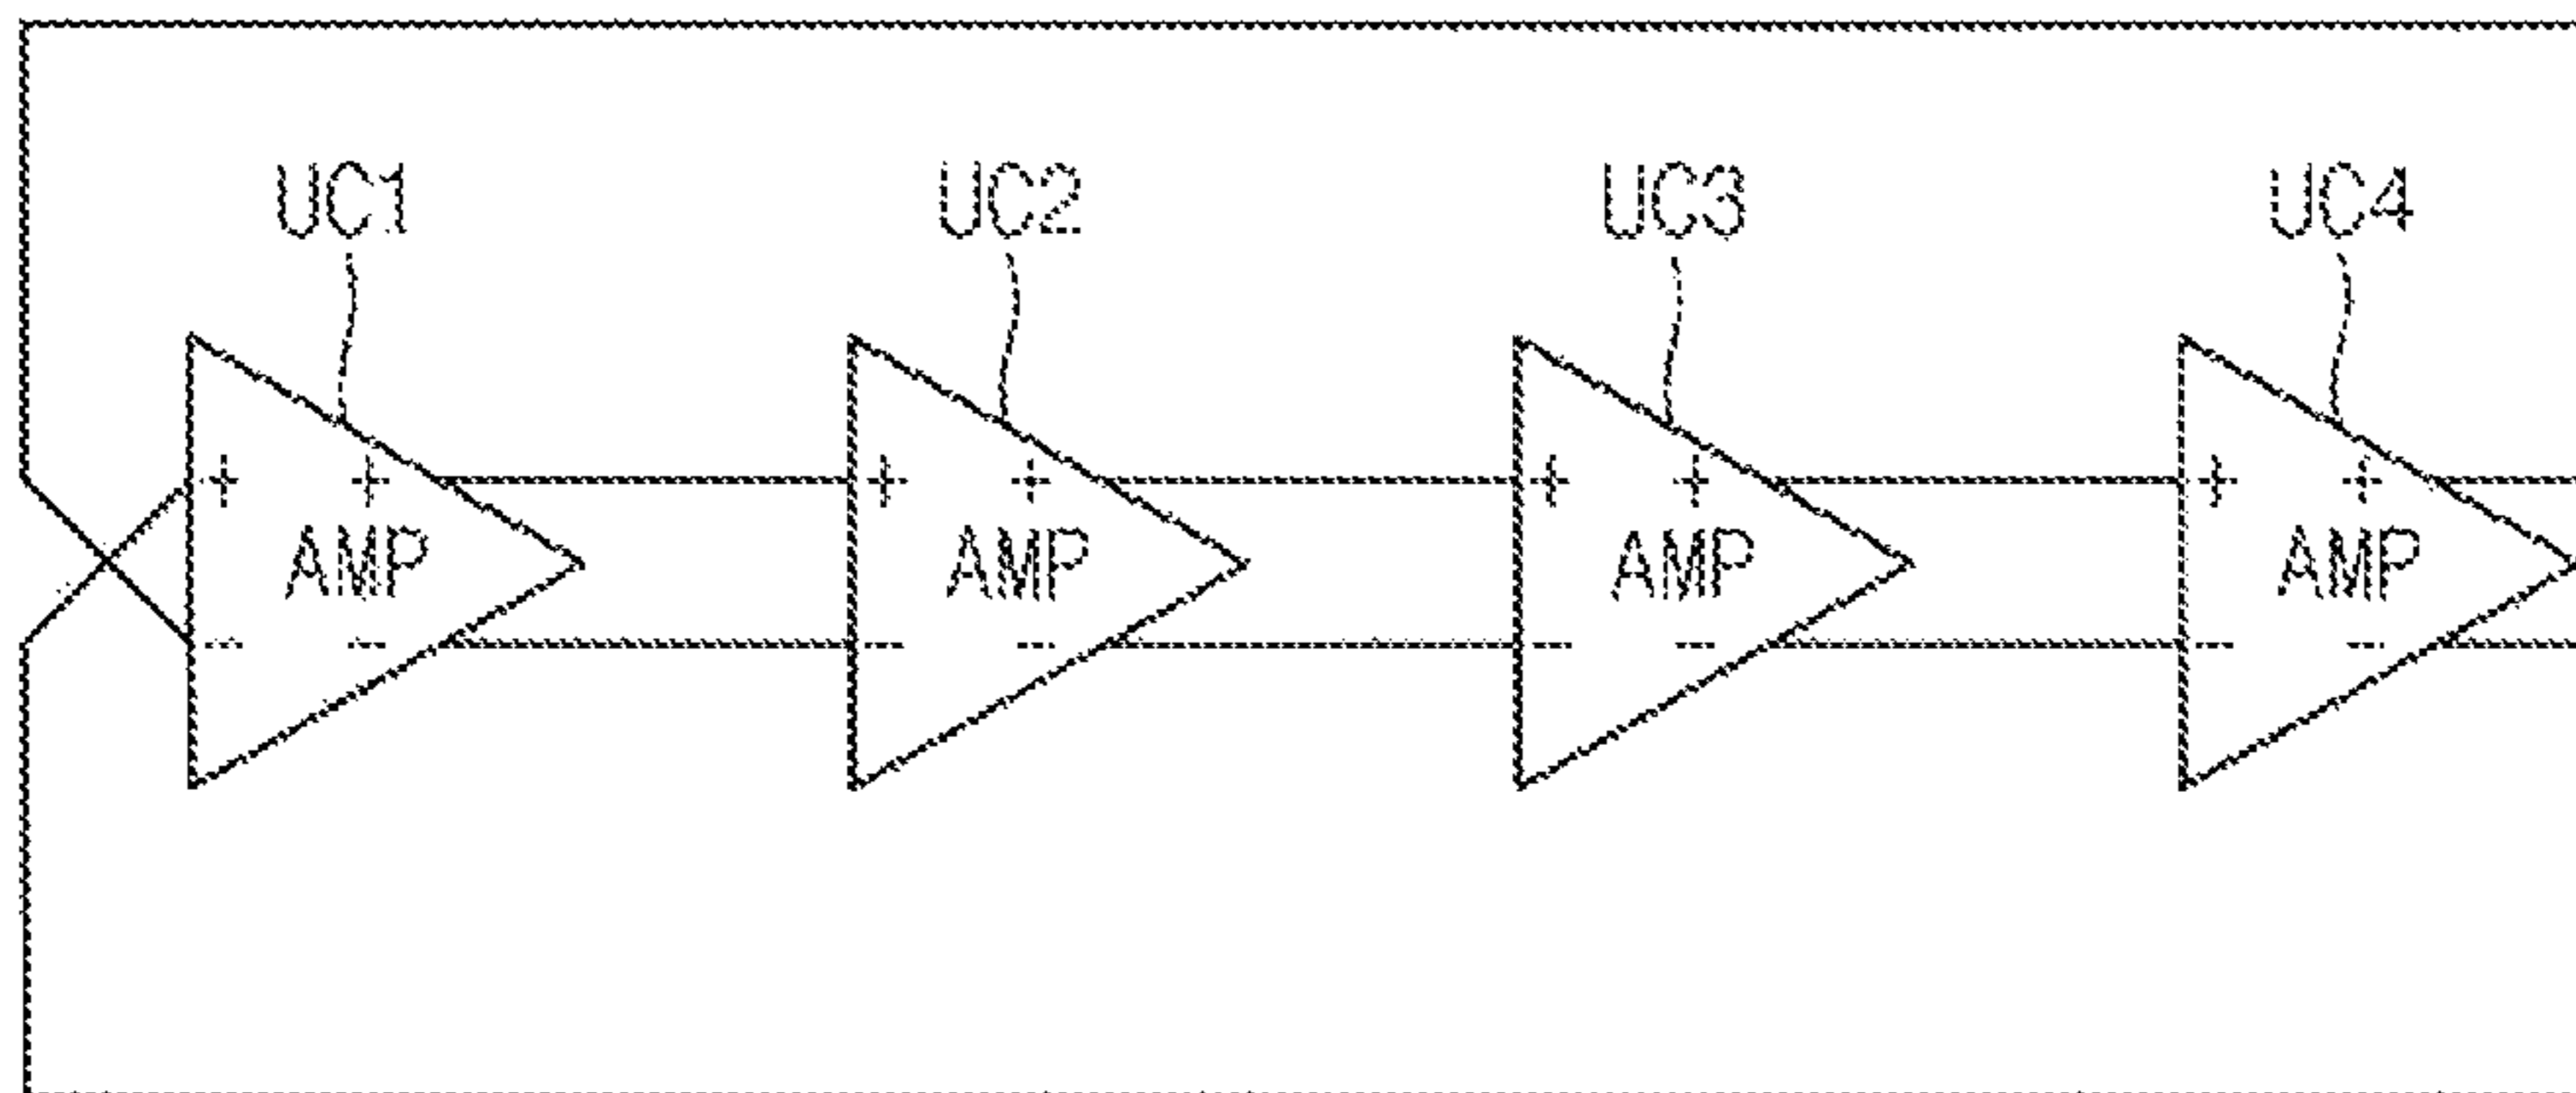 UC1 UC2 UC3 UC4
+ + + + + + + +
AMP AMP AMP AMP
- - - - - - - -